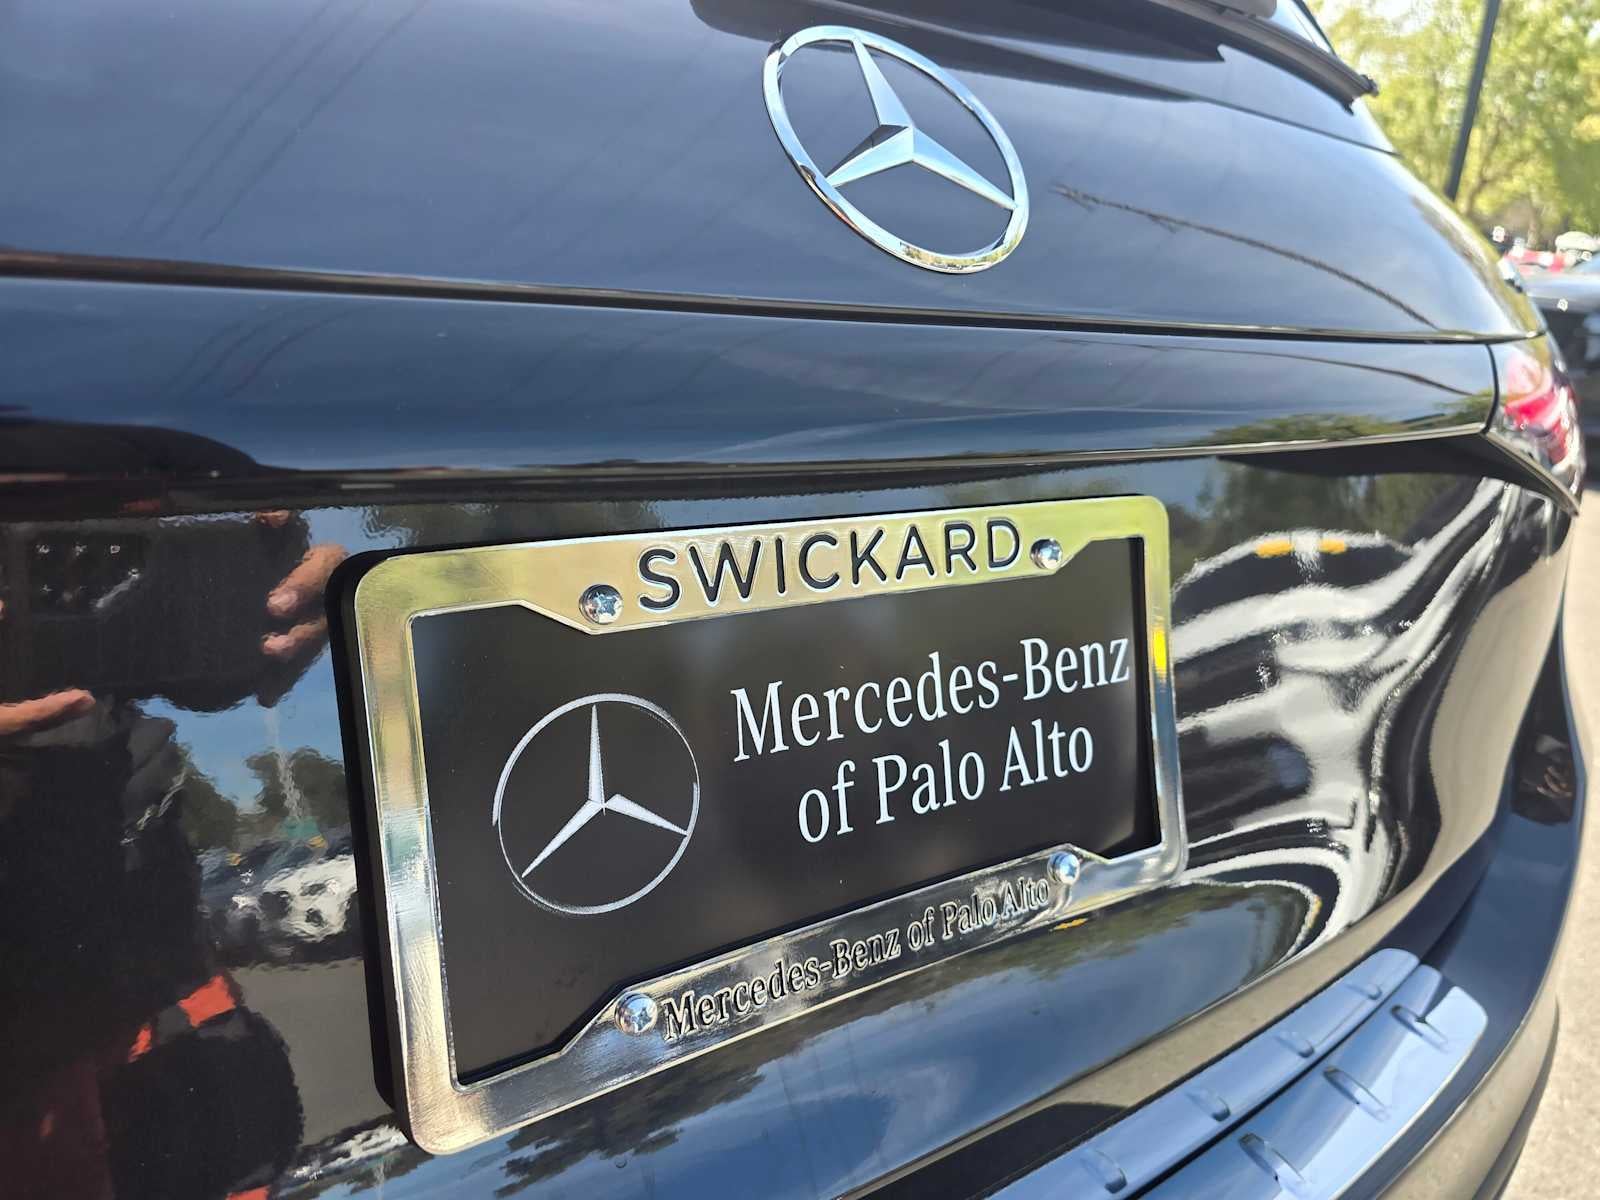 SWICKARD
Mercedes-Benz
of Palo Alto
Mercedes-Benz of Palo Alto